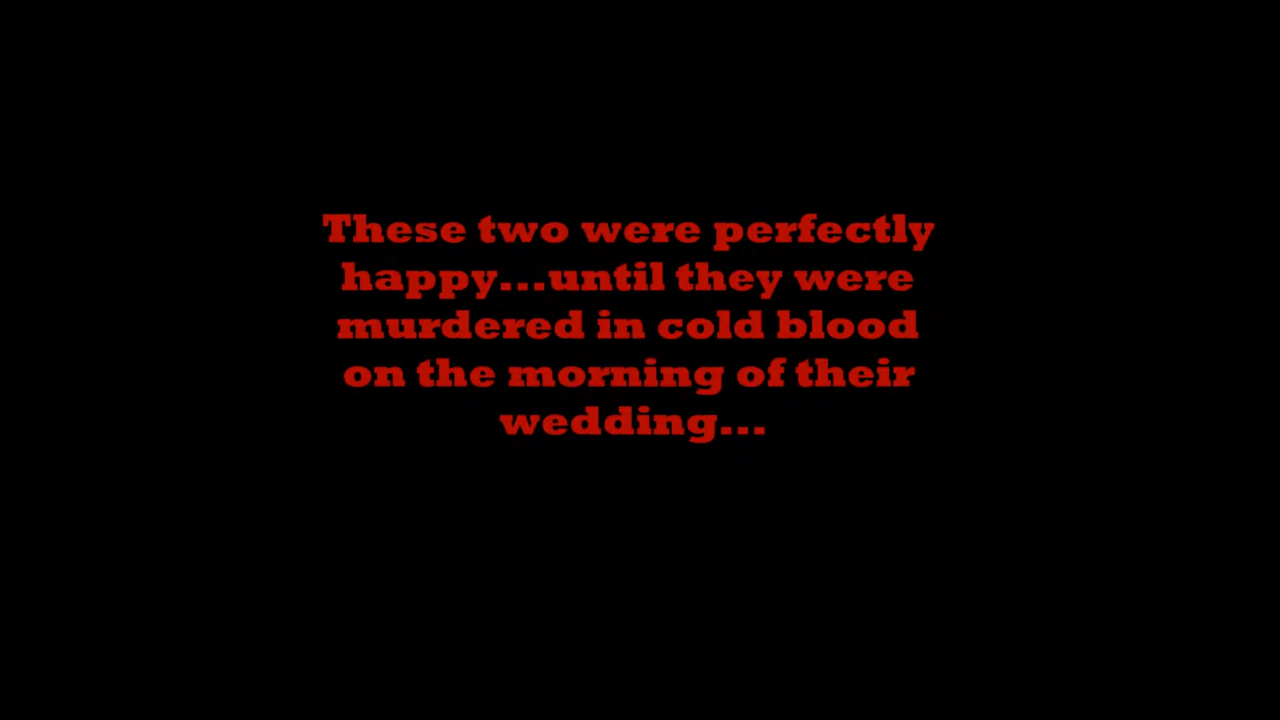 These two were perfectly
happy...until they were
murdered in cold blood
on the morning of their
wedding...